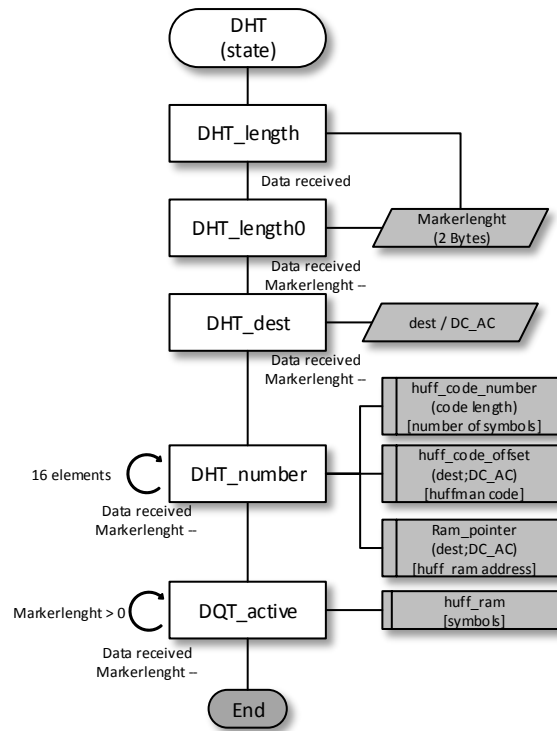 DHT
(state)
DHT_length
Data received
DHT_length0
Markerlenght
(2 Bytes)
Data received
Markerlenght --
DHT_dest
dest / DC_AC
Data received
Markerlenght --
huff_code_number
(code length)
[number of symbols]
16 elements
DHT_number
huff_code_offset
(dest;DC_AC)
[huffman code]
Data received
Markerlenght --
Ram_pointer
(dest;DC_AC)
[huff_ram address]
Markerlenght > 0
DQT_active
huff_ram
[symbols]
Data received
Markerlenght --
End